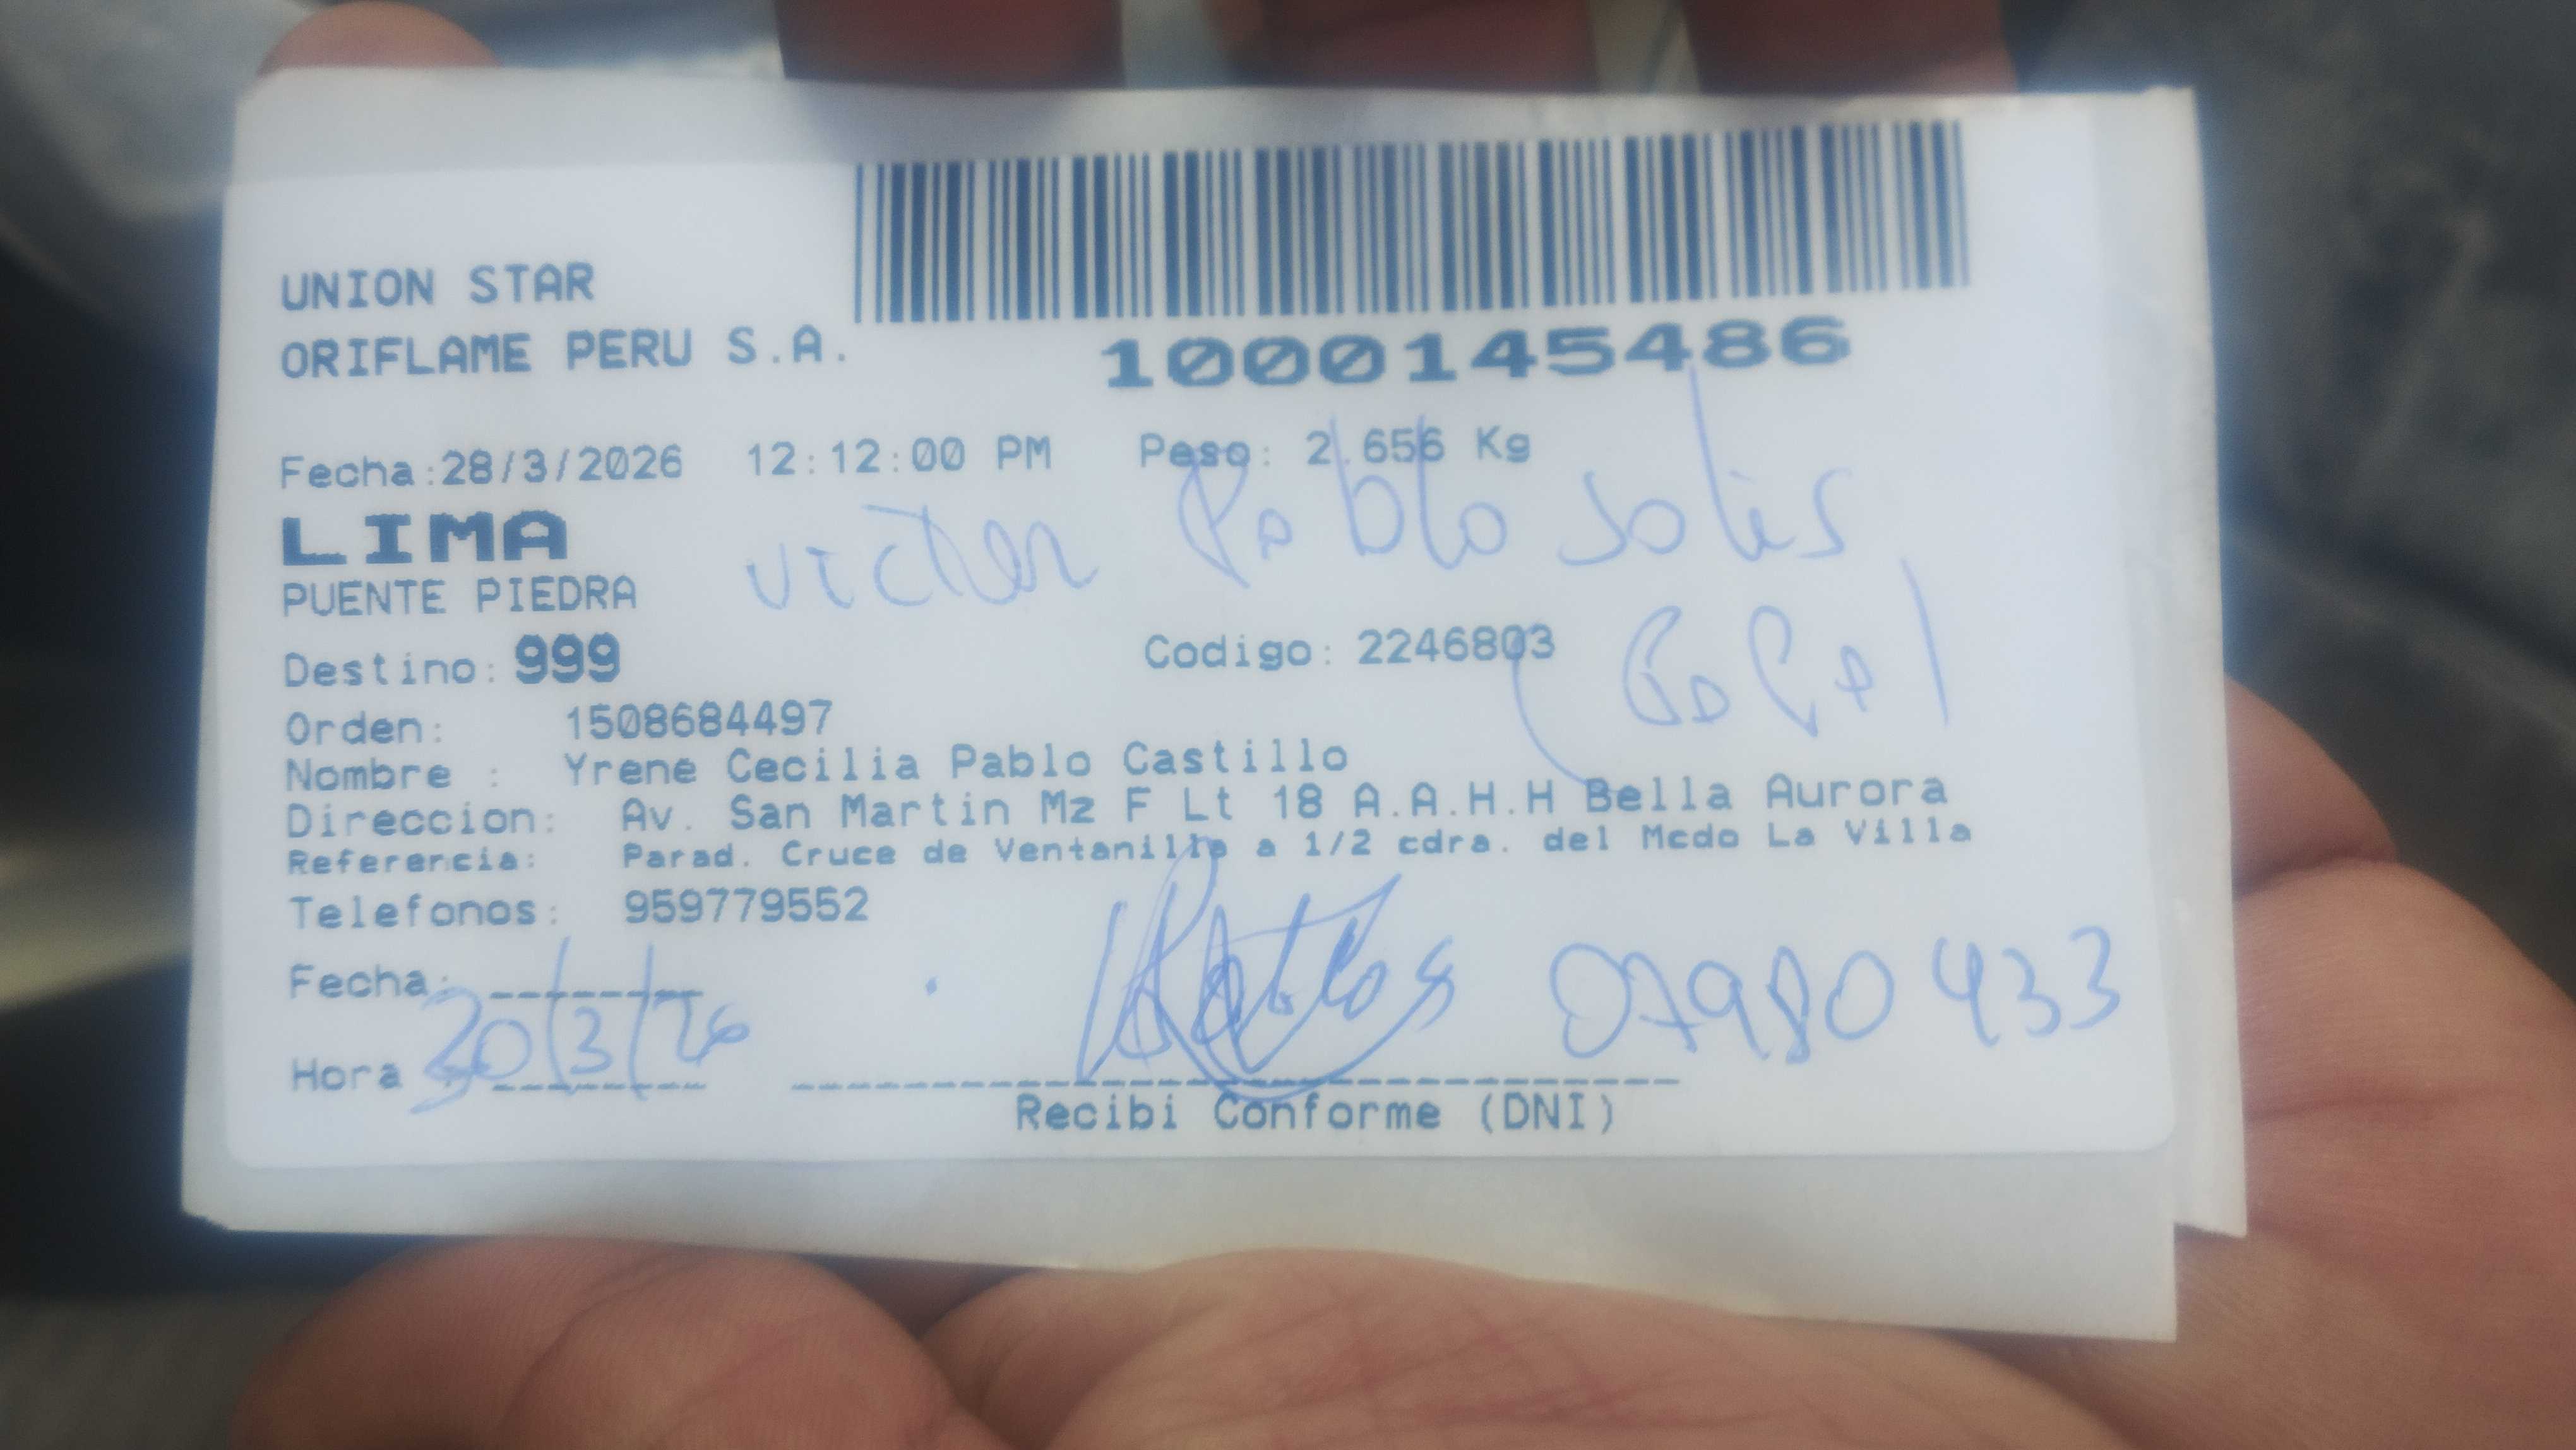 UNION STAR
ORIFLAME PERU S.A.
1000145486
Fecha:28/3/2026 12:12:00 PM Peso: 2.656 Kg
LIMA
victor Pablo solis
PUENTE PIEDRA
Destino: 999 Codigo: 2246803
Orden: 1508684497
Nombre : Yrene Cecilia Pablo Castillo
Direccion: Av. San Martin Mz F Lt 18 A.A.H.H Bella Aurora
Referencia: Parad. Cruce de Ventanilla a 1/2 cdra. del Mcdo La Villa
Telefonos: 959779552
Fecha: 30/3/26
07980433
Hora :
Recibi Conforme (DNI)